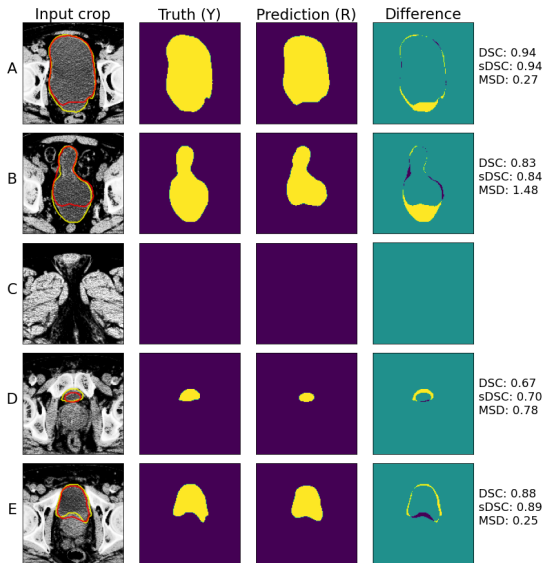 Input crop Truth (Y) Prediction (R) Difference
A
DSC: 0.94
sDSC: 0.94
MSD: 0.27
B
DSC: 0.83
sDSC: 0.84
MSD: 1.48
C
D
DSC: 0.67
sDSC: 0.70
MSD: 0.78
E
DSC: 0.88
sDSC: 0.89
MSD: 0.25